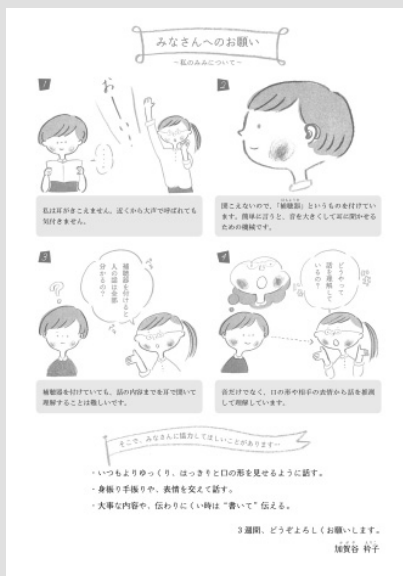 みなさんへのお願い
～私のみみについて～
1
お
2
私は耳がきこえません。近くから大声で呼ばれても
気付きません。
聞こえないので、「補聴器」というものを付けてい
ます。簡単に言うと、音を大きくして耳に聞かせる
ための機械です。
3
?
補聴器を付けると
人の話は全部
分かるの?
4
どうやって
話を理解して
いるの?
補聴器を付けていても、話の内容までを耳で聞いて
理解することは難しいです。
音だけでなく、口の形や相手の表情から話を推測
して理解しています。
そこで、みなさんに協力してほしいことがあります…
・いつもよりゆっくり、はっきりと口の形を見せるように話す。
・身振り手振りや、表情を交えて話す。
・大事な内容や、伝わりにくい時は“書いて”伝える。
3週間、どうぞよろしくお願いします。
加賀谷 衿子